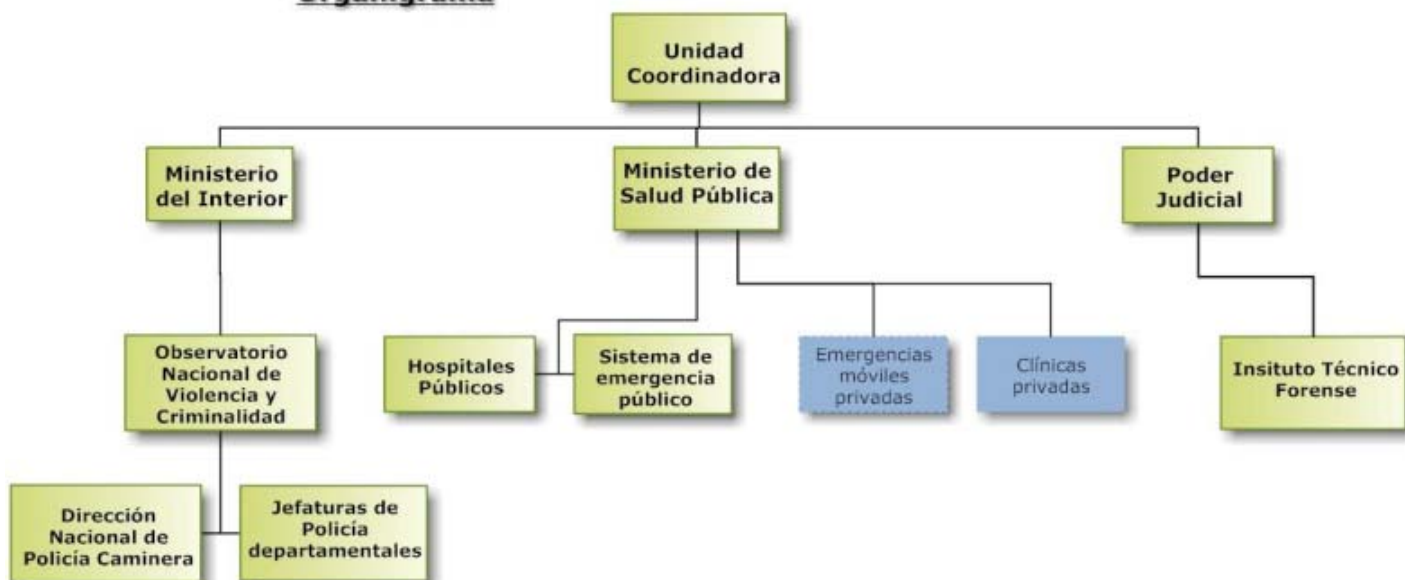 Organigrama
Unidad
Coordinadora
Ministerio
del Interior
Ministerio de
Salud Pública
Poder
Judicial
Observatorio
Nacional de
Violencia y
Criminalidad
Hospitales
Públicos
Sistema de
emergencia
público
Emergencias
móviles
privadas
Clínicas
privadas
Insituto Técnico
Forense
Dirección
Nacional de
Policía Caminera
Jefaturas de
Policía
departamentales